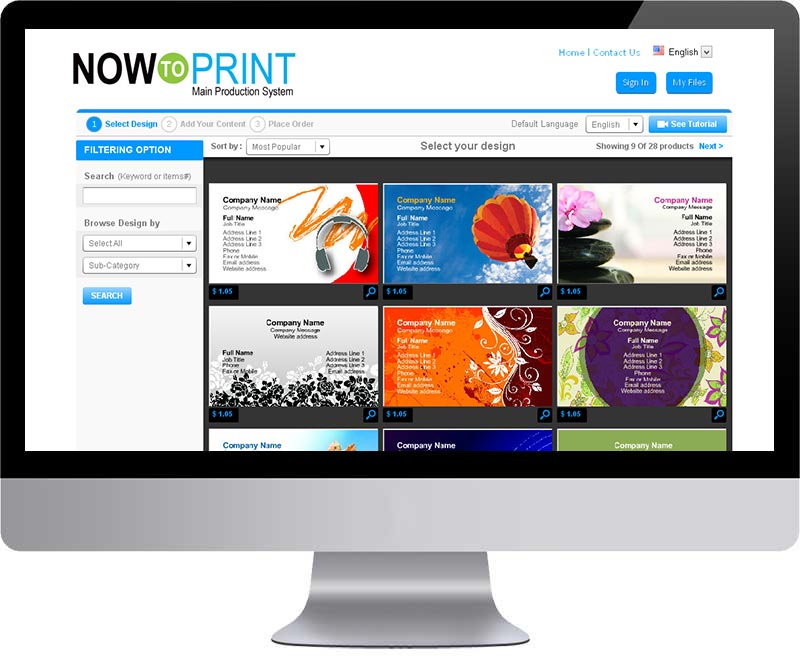 Home | Contact Us English
NOW TO PRINT
Main Production System
Sign In My Files
1 Select Design 2 Add Your Content 3 Place Order Default Language English See Tutorial
FILTERING OPTION
Sort by : Most Popular Select your design Showing 9 Of 28 products Next >
Search (Keyword or items#)
Browse Design by
Select All
Sub-Category
SEARCH
Company Name
Company Message
Full Name
Job Title
Address Line 1
Address Line 2
Address Line 3
Phone
Fax or Mobile
Email address
Website address
$ 1.05
Company Name
Company Message
Full Name
Job Title
Address Line 1
Address Line 2
Address Line 3
Phone
Fax or Mobile
Email address
Website address
$ 1.05
Company Name
Company Message
Full Name
Job Title
Address Line 1
Address Line 2
Address Line 3
Phone
Fax or Mobile
Email address
Website address
$ 1.05
Company Name
Company Message
Website address
Full Name
Job Title
Phone
Fax or Mobile
Email address
Address Line 1
Address Line 2
Address Line 3
$ 1.05
Company Name
Company Message
Full Name
Job Title
Address Line 1
Address Line 2
Address Line 3
Phone
Fax or Mobile
Email address
Website address
$ 1.05
Company Name
Company Message
Full Name
Job Title
Address Line 1
Address Line 2
Address Line 3
Phone
Fax or Mobile
Email address
Website address
$ 1.05
Company Name
Company Name
Company Name